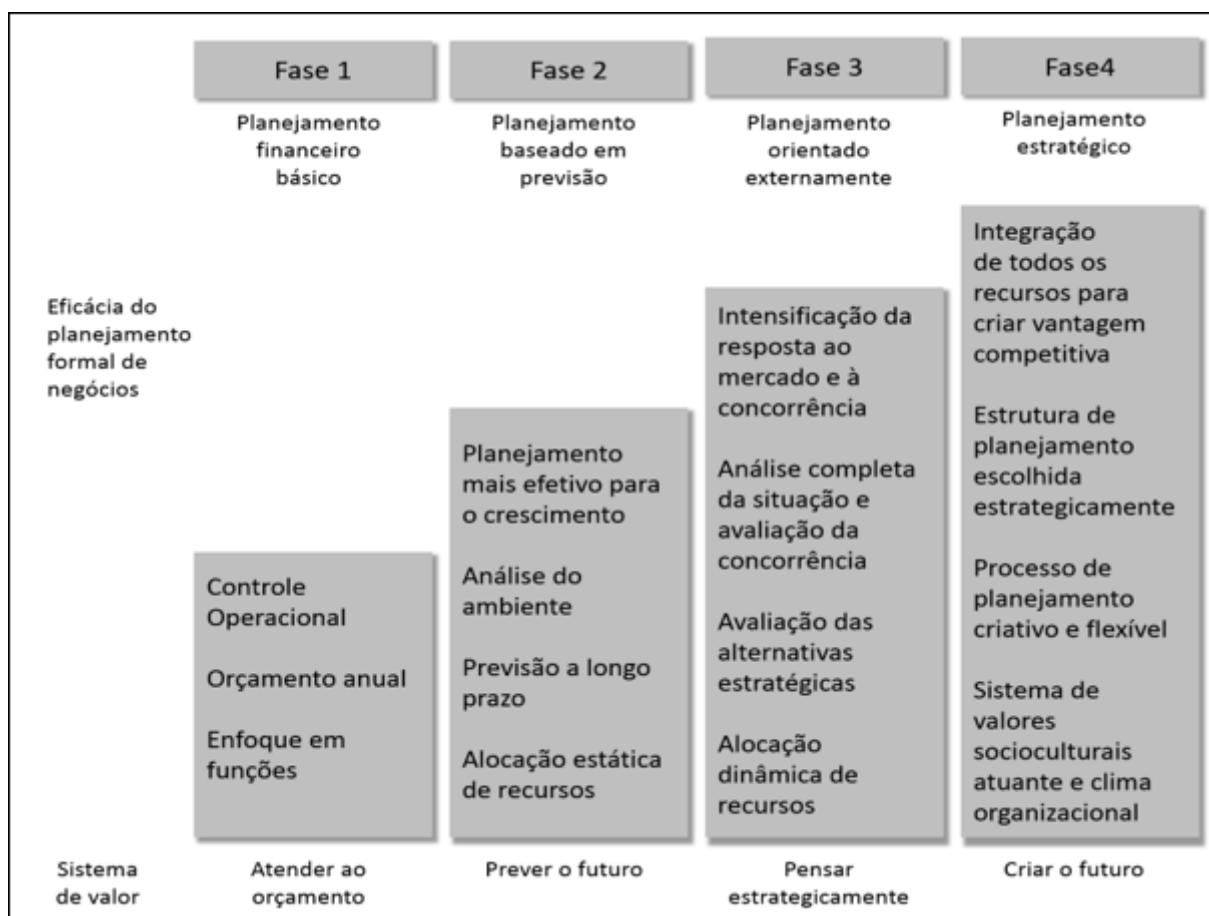 Fase 1
Fase 2
Fase 3
Fase4
Planejamento
financeiro
básico
Planejamento
baseado em
previsão
Planejamento
orientado
externamente
Planejamento
estratégico
Eficácia do
planejamento
formal de
negócios
Controle
Operacional
Orçamento anual
Enfoque em
funções
Planejamento
mais efetivo para
o crescimento
Análise do
ambiente
Previsão a longo
prazo
Alocação estática
de recursos
Intensificação da
resposta ao
mercado e à
concorrência
Análise completa
da situação e
avaliação da
concorrência
Avaliação das
alternativas
estratégicas
Alocação
dinâmica de
recursos
Integração
de todos os
recursos para
criar vantagem
competitiva
Estrutura de
planejamento
escolhida
estrategicamente
Processo de
planejamento
criativo e flexível
Sistema de
valores
socioculturais
atuante e clima
organizacional
Sistema
de valor
Atender ao
orçamento
Prever o futuro
Pensar
estrategicamente
Criar o futuro